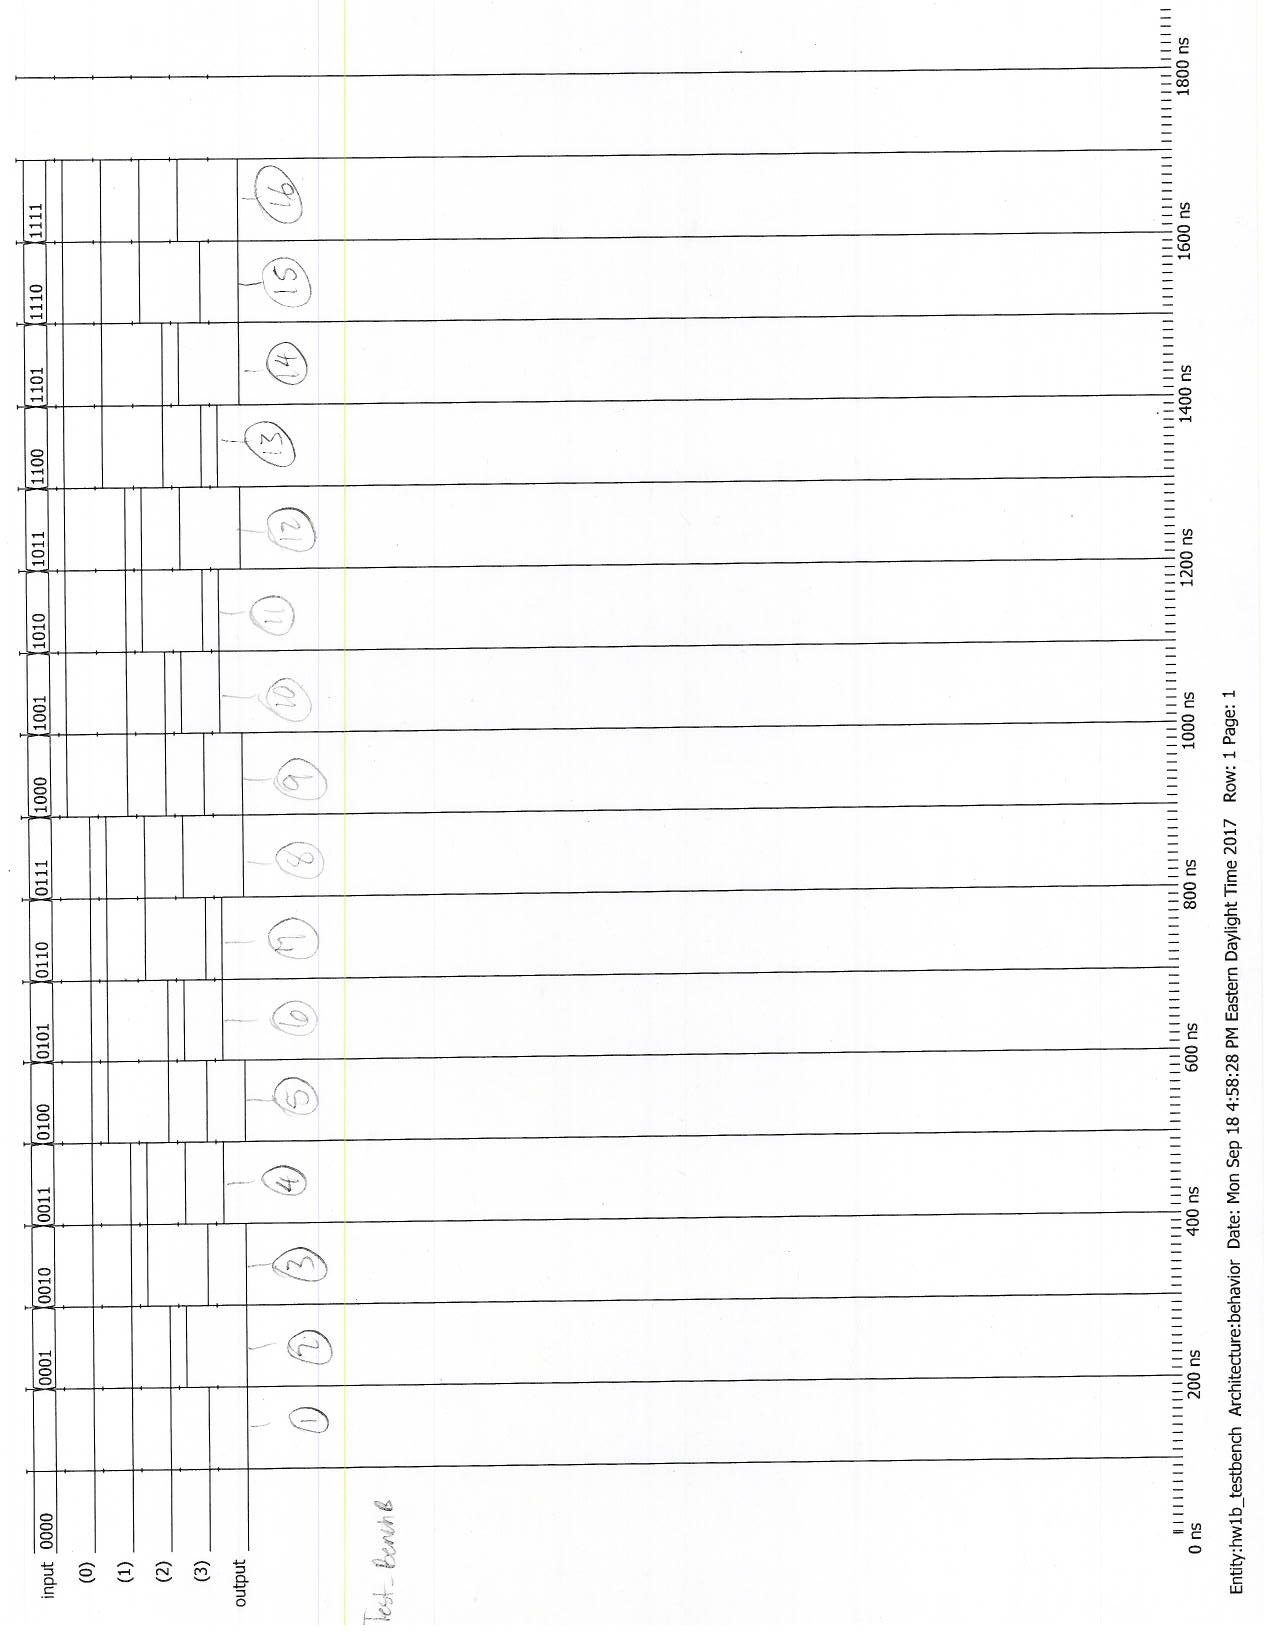 input 0000 0001 0010 0011 0100 0101 0110 0111 1000 1001 1010 1011 1100 1101 1110 1111
(0)
(1)
(2)
(3)
output
1 2 3 4 5 6 7 8 9 10 11 12 13 14 15 16
Test_BenchB
0 ns 200 ns 400 ns 600 ns 800 ns 1000 ns 1200 ns 1400 ns 1600 ns 1800 ns
Entity:hw1b_testbench Architecture:behavior Date: Mon Sep 18 4:58:28 PM Eastern Daylight Time 2017 Row: 1 Page: 1